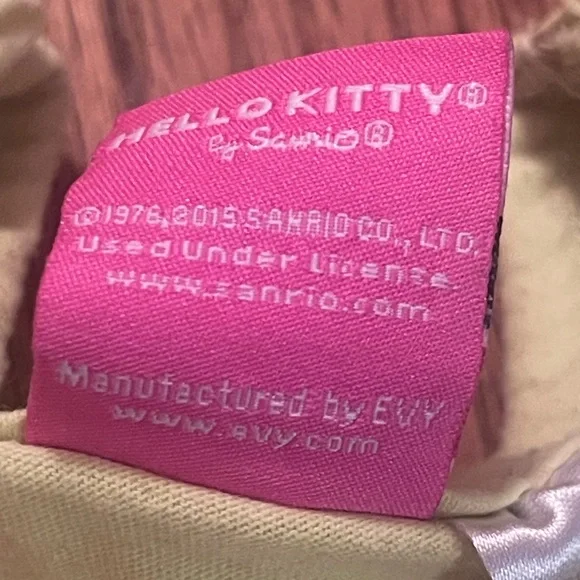 HELLO KITTY®
by Sanrio®
©1976, 2015 SANRIO CO., LTD.
Used Under License.
www.sanrio.com
Manufactured by EVY
www.evy.com